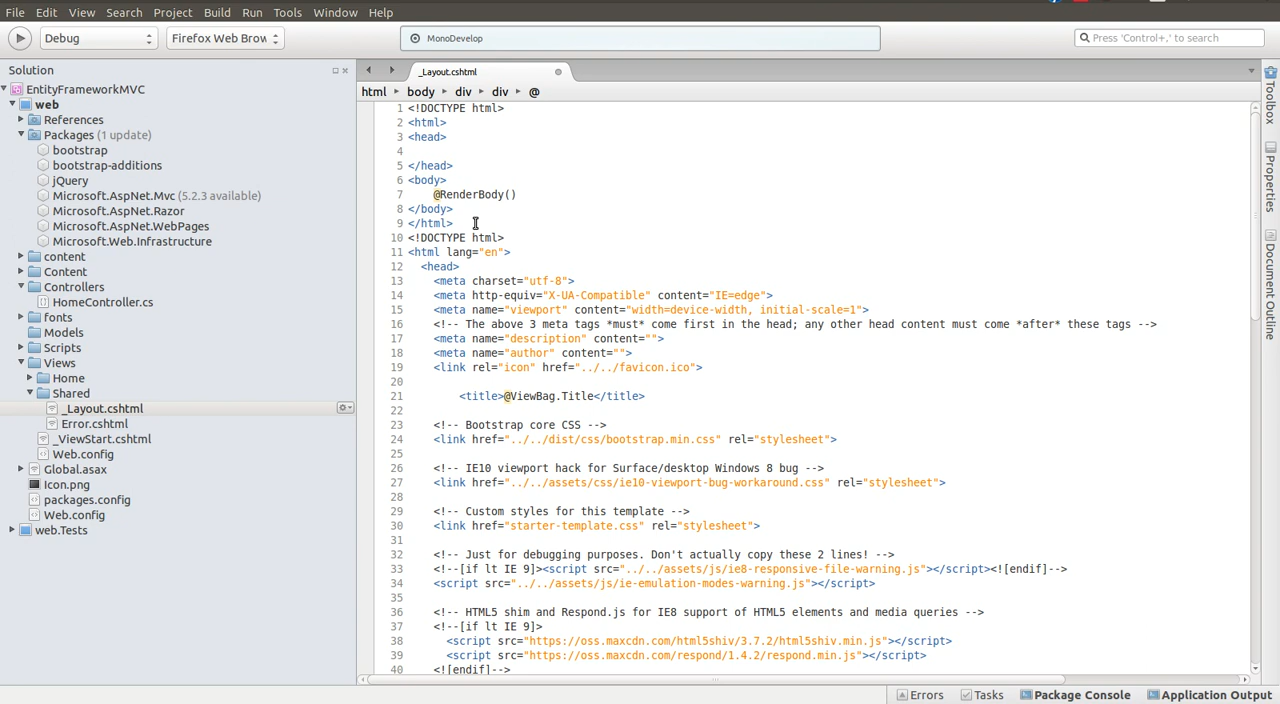 File Edit View Search Project Build Run Tools Window Help
Debug Firefox Web Brow MonoDevelop Press 'Control+,' to search
Solution
EntityFrameworkMVC
web
References
Packages (1 update)
bootstrap
bootstrap-additions
jQuery
Microsoft.AspNet.Mvc (5.2.3 available)
Microsoft.AspNet.Razor
Microsoft.AspNet.WebPages
Microsoft.Web.Infrastructure
content
Content
Controllers
HomeController.cs
fonts
Models
Scripts
Views
Home
Shared
_Layout.cshtml
Error.cshtml
_ViewStart.cshtml
Web.config
Global.asax
Icon.png
packages.config
Web.config
web.Tests
_Layout.cshtml
html body div div @
1 <!DOCTYPE html>
2 <html>
3 <head>
4
5 </head>
6 <body>
7 @RenderBody()
8 </body>
9 </html>
10 <!DOCTYPE html>
11 <html lang="en">
12 <head>
13 <meta charset="utf-8">
14 <meta http-equiv="X-UA-Compatible" content="IE=edge">
15 <meta name="viewport" content="width=device-width, initial-scale=1">
16 <!-- The above 3 meta tags *must* come first in the head; any other head content must come *after* these tags -->
17 <meta name="description" content="">
18 <meta name="author" content="">
19 <link rel="icon" href="../../favicon.ico">
20
21 <title>@ViewBag.Title</title>
22
23 <!-- Bootstrap core CSS -->
24 <link href="../../dist/css/bootstrap.min.css" rel="stylesheet">
25
26 <!-- IE10 viewport hack for Surface/desktop Windows 8 bug -->
27 <link href="../../assets/css/ie10-viewport-bug-workaround.css" rel="stylesheet">
28
29 <!-- Custom styles for this template -->
30 <link href="starter-template.css" rel="stylesheet">
31
32 <!-- Just for debugging purposes. Don't actually copy these 2 lines! -->
33 <!--[if lt IE 9]><script src="../../assets/js/ie8-responsive-file-warning.js"></script><![endif]-->
34 <script src="../../assets/js/ie-emulation-modes-warning.js"></script>
35
36 <!-- HTML5 shim and Respond.js for IE8 support of HTML5 elements and media queries -->
37 <!--[if lt IE 9]>
38 <script src="https://oss.maxcdn.com/html5shiv/3.7.2/html5shiv.min.js"></script>
39 <script src="https://oss.maxcdn.com/respond/1.4.2/respond.min.js"></script>
40 <![endif]-->
Toolbox
Properties
Document Outline
Errors Tasks Package Console Application Output